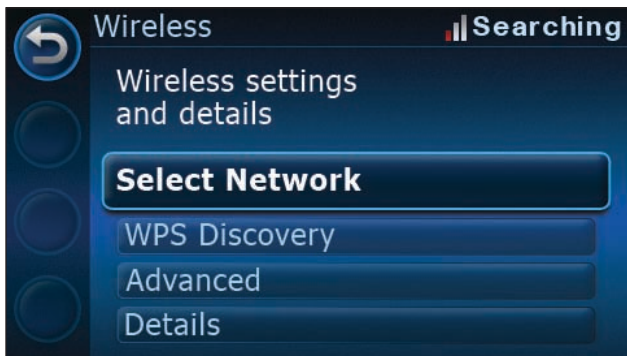 Wireless
Searching
Wireless settings
and details
Select Network
WPS Discovery
Advanced
Details